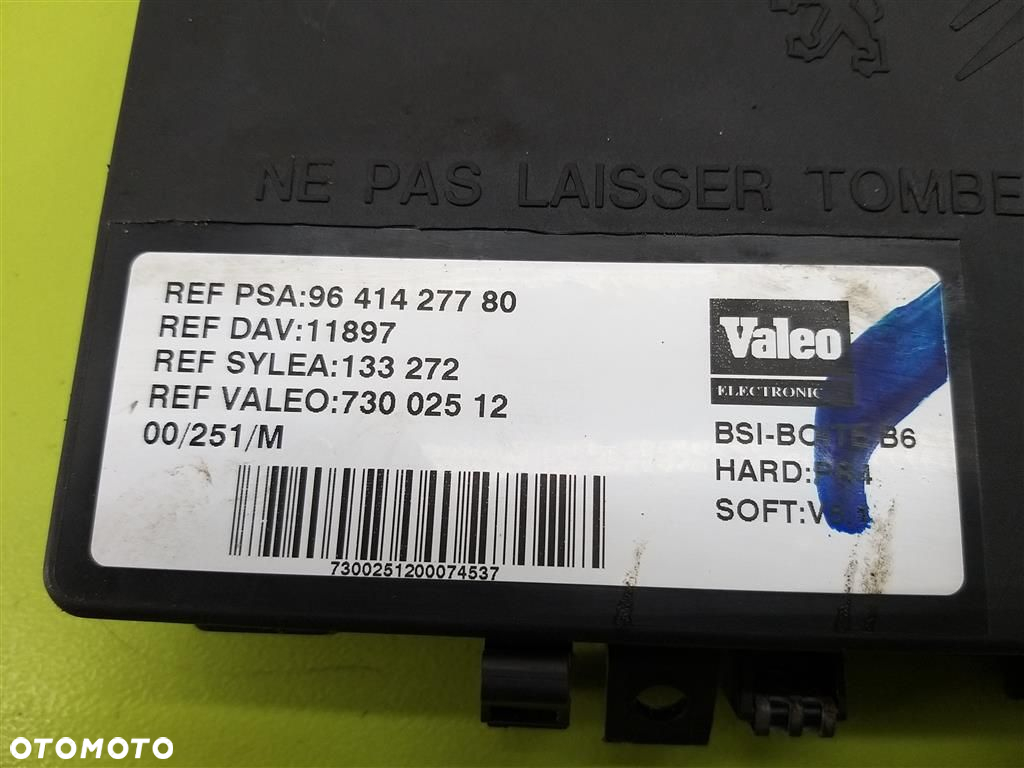 NE PAS LAISSER TOMBE
REF PSA:96 414 277 80
REF DAV:11897
REF SYLEA:133 272
REF VALEO:730 025 12
00/251/M
7300251200074537
Valeo
ELECTRONIC
BSI-BOITE B6
HARD:
SOFT:
OTOMOTO